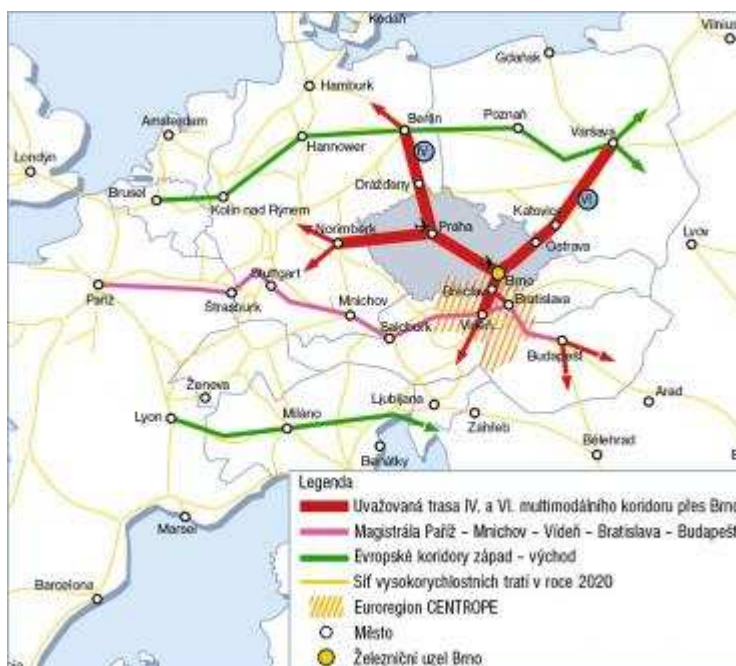 Kodaň
Vilnius
Gdaňsk
Hamburk
Amsterdam
Berlín
Poznaň
Varšava
Londýn
Hannower
IV.
Brusel
Drážďany
Kolín nad Rýnem
Katovice
VI.
Norimberk
Praha
Ostrava
Lvov
Brno
Paříž
Stuttgart
Štrasburk
Břeclav
Bratislava
Mnichov
Salcburk
Vídeň
Budapešť
Ženeva
Ljubljana
Arad
Lyon
Miláno
Záhřeb
Bělehrad
Benátky
Legenda
Uvažovaná trasa IV. a VI. multimodálního koridoru přes Brno
Magistrála Paříž – Mnichov – Vídeň – Bratislava – Budapešť
Marsel
Evropské koridory západ – východ
Síť vysokorychlostních tratí v roce 2020
Barcelona
Euroregion CENTROPE
Město
Železniční uzel Brno